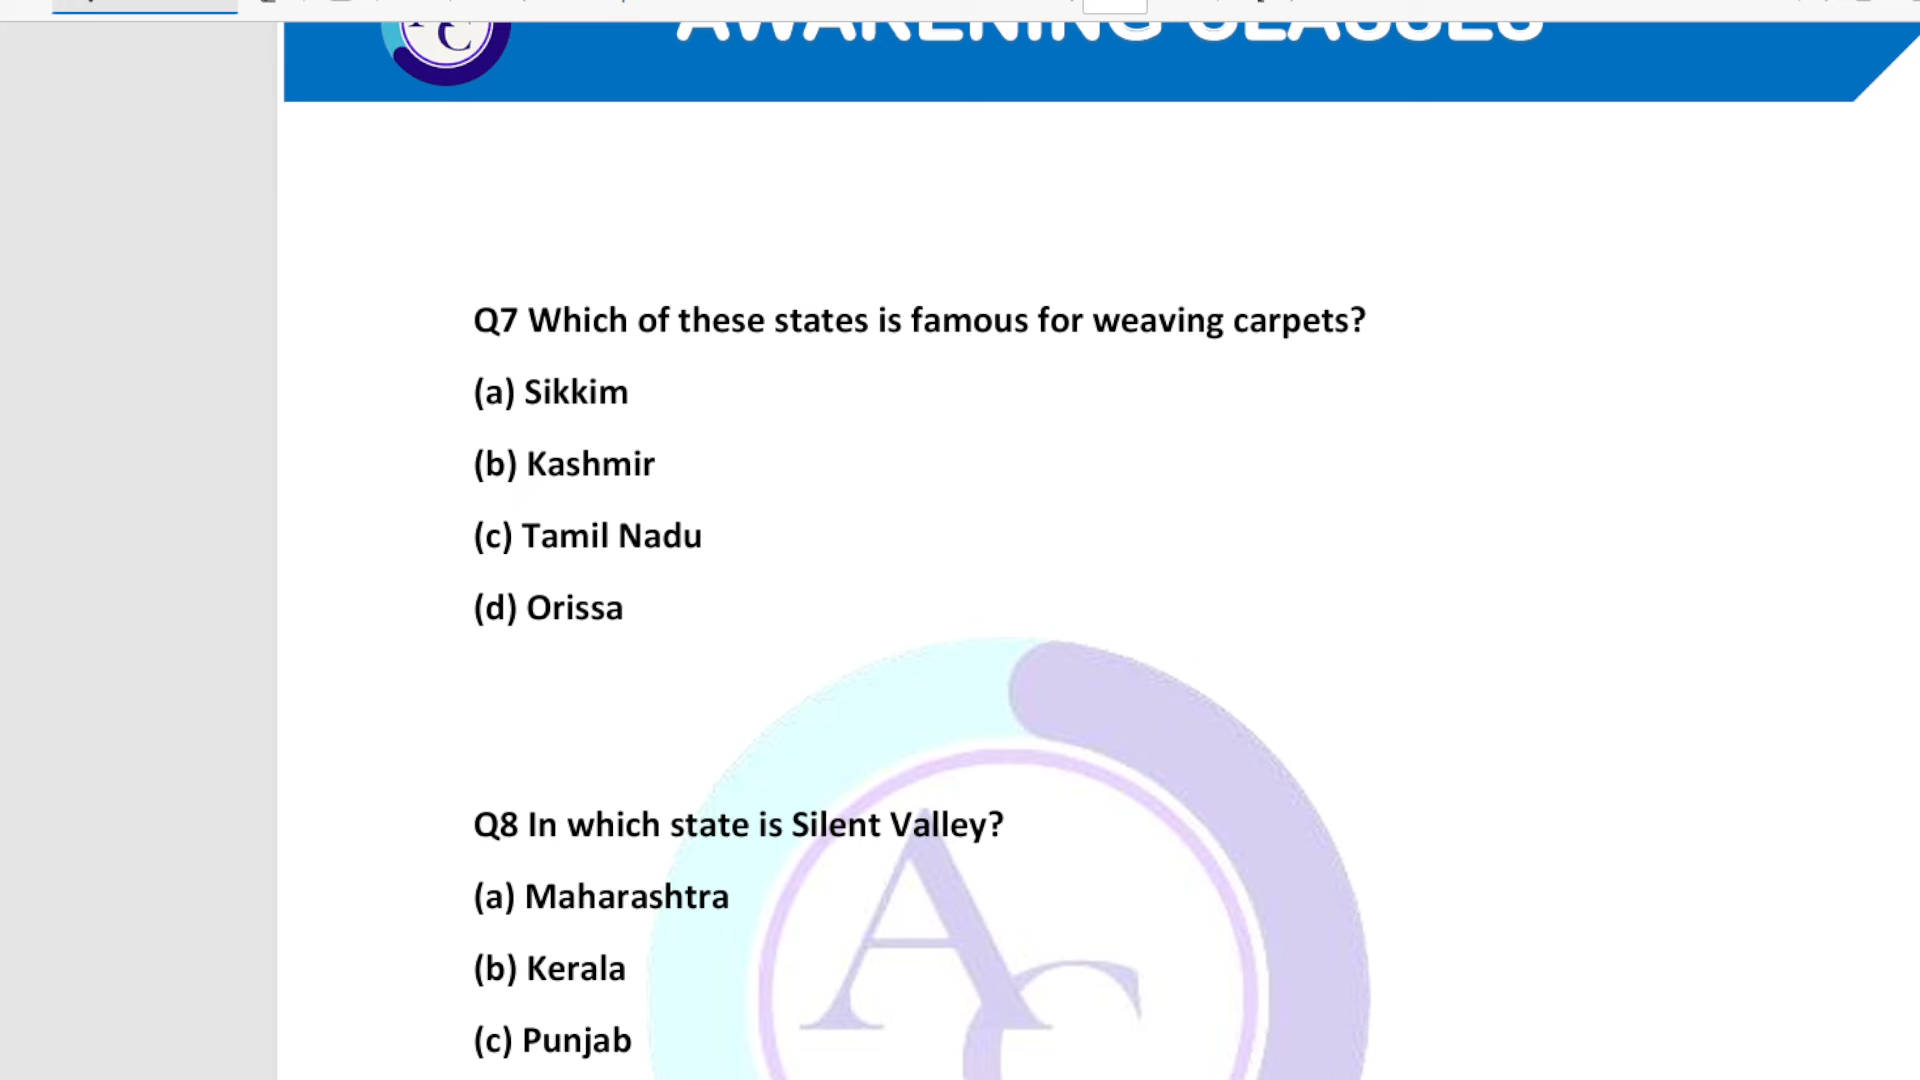 AWAKENING CLASSES
Q7 Which of these states is famous for weaving carpets?
(a) Sikkim
(b) Kashmir
(c) Tamil Nadu
(d) Orissa
Q8 In which state is Silent Valley?
(a) Maharashtra
(b) Kerala
(c) Punjab
AC